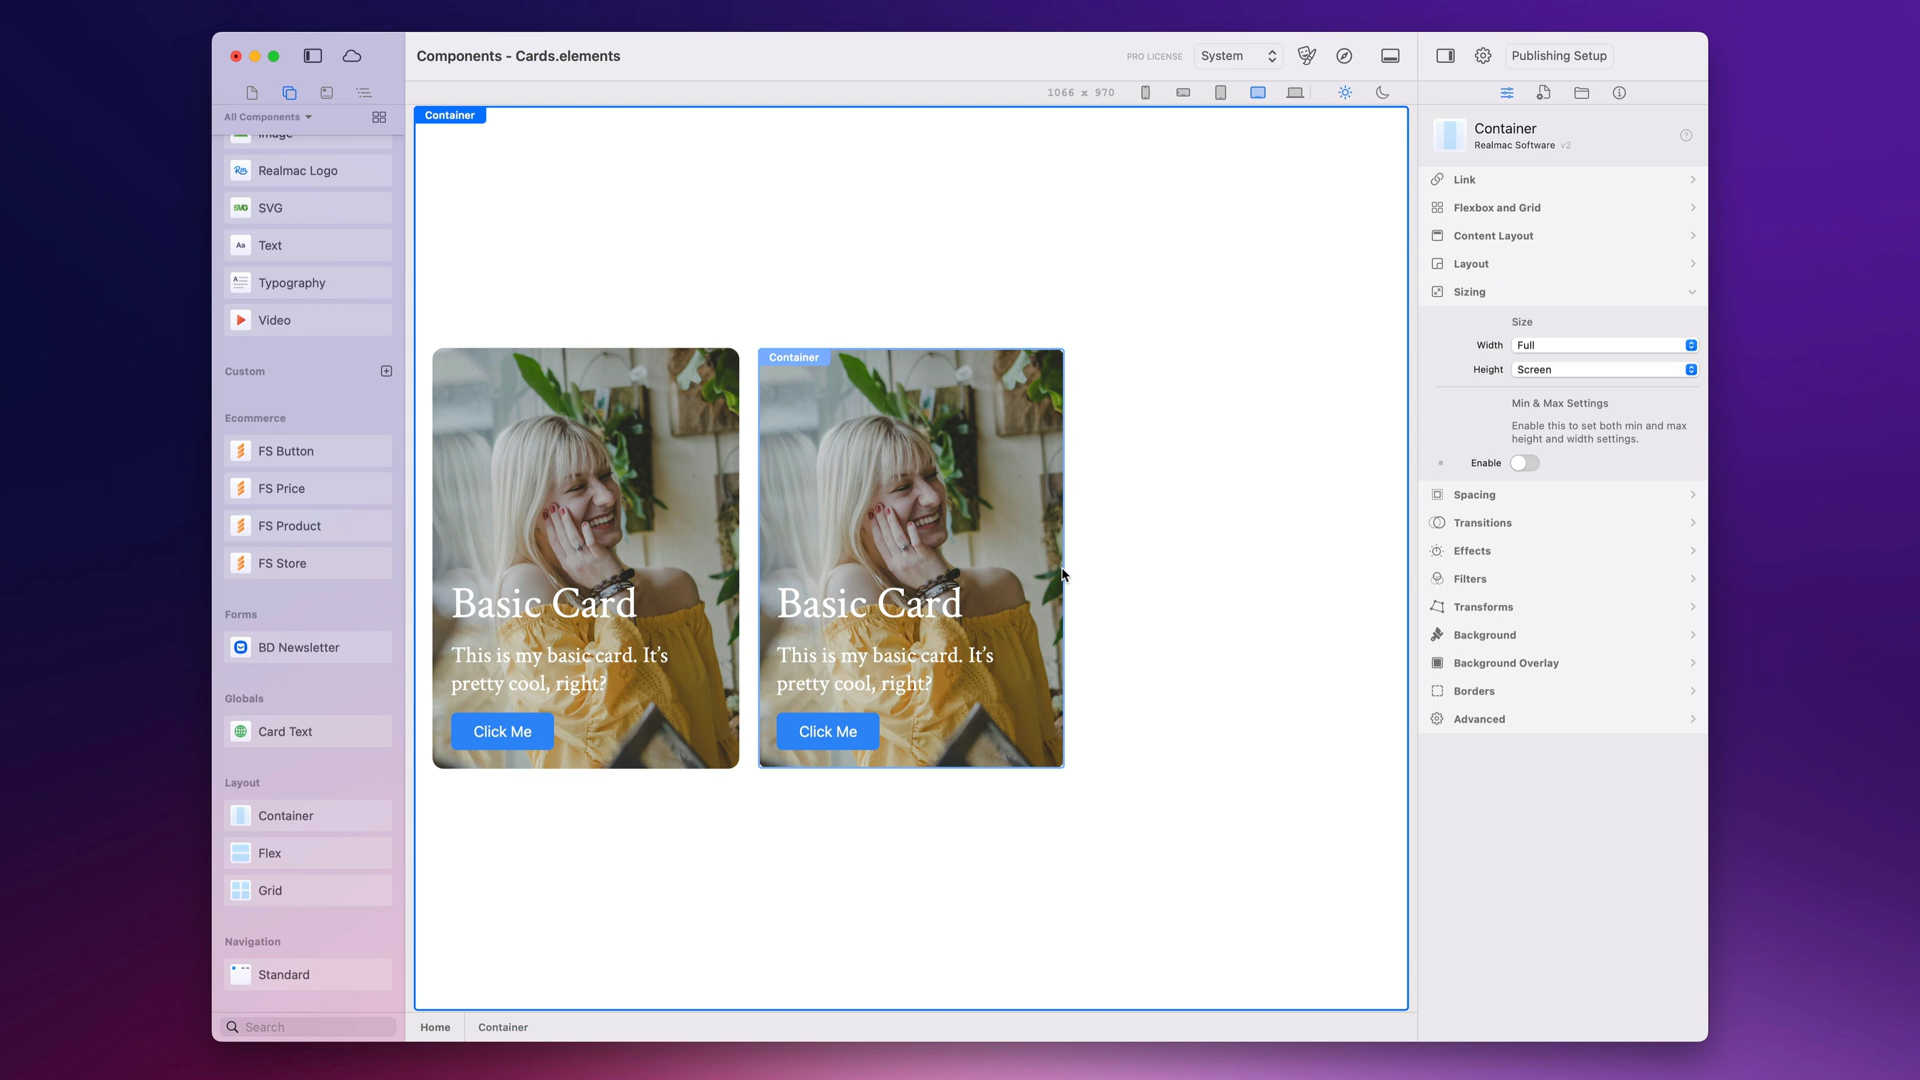 Components - Cards.elements
PRO LICENSE
System
Publishing Setup
1066 x 970
All Components
Image
Realmac Logo
SVG
SVG
Aa
Text
Typography
Video
Custom
Ecommerce
FS Button
FS Price
FS Product
FS Store
Forms
BD Newsletter
Globals
Card Text
Layout
Container
Flex
Grid
Navigation
Standard
Search
Container
Basic Card
This is my basic card. It’s
pretty cool, right?
Click Me
Container
Basic Card
This is my basic card. It’s
pretty cool, right?
Click Me
Home
Container
Container
Realmac Software v2
Link
Flexbox and Grid
Content Layout
Layout
Sizing
Size
Width Full
Height Screen
Min & Max Settings
Enable this to set both min and max
height and width settings.
Enable
Spacing
Transitions
Effects
Filters
Transforms
Background
Background Overlay
Borders
Advanced